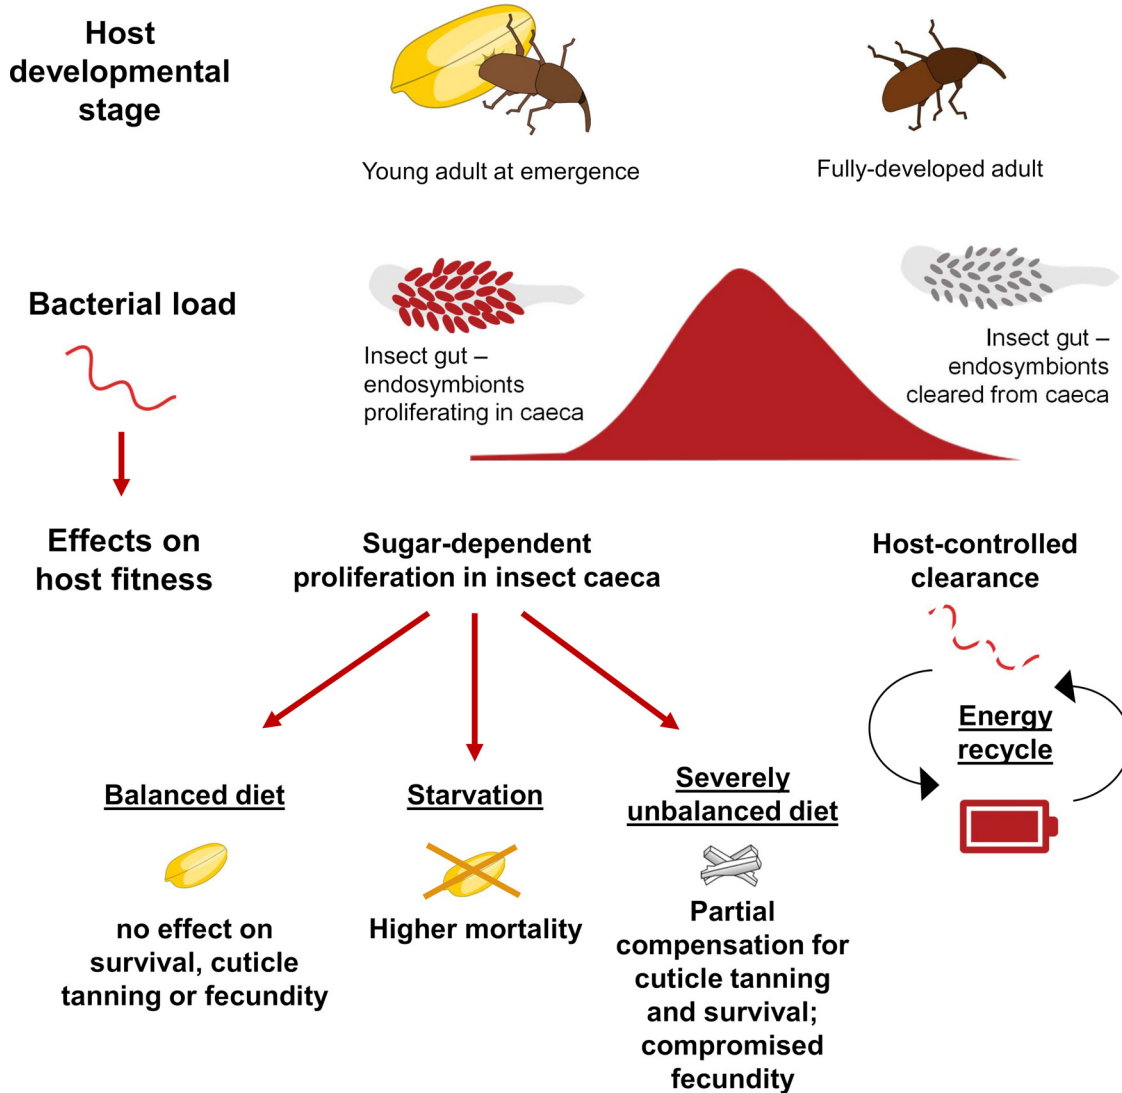 Host
developmental
stage
Young adult at emergence
Fully-developed adult
Bacterial load
Insect gut –
endosymbionts
proliferating in caeca
Insect gut –
endosymbionts
cleared from caeca
Effects on
host fitness
Sugar-dependent
proliferation in insect caeca
Host-controlled
clearance
Energy
recycle
Balanced diet
no effect on
survival, cuticle
tanning or fecundity
Starvation
Higher mortality
Severely
unbalanced diet
Partial
compensation for
cuticle tanning
and survival;
compromised
fecundity